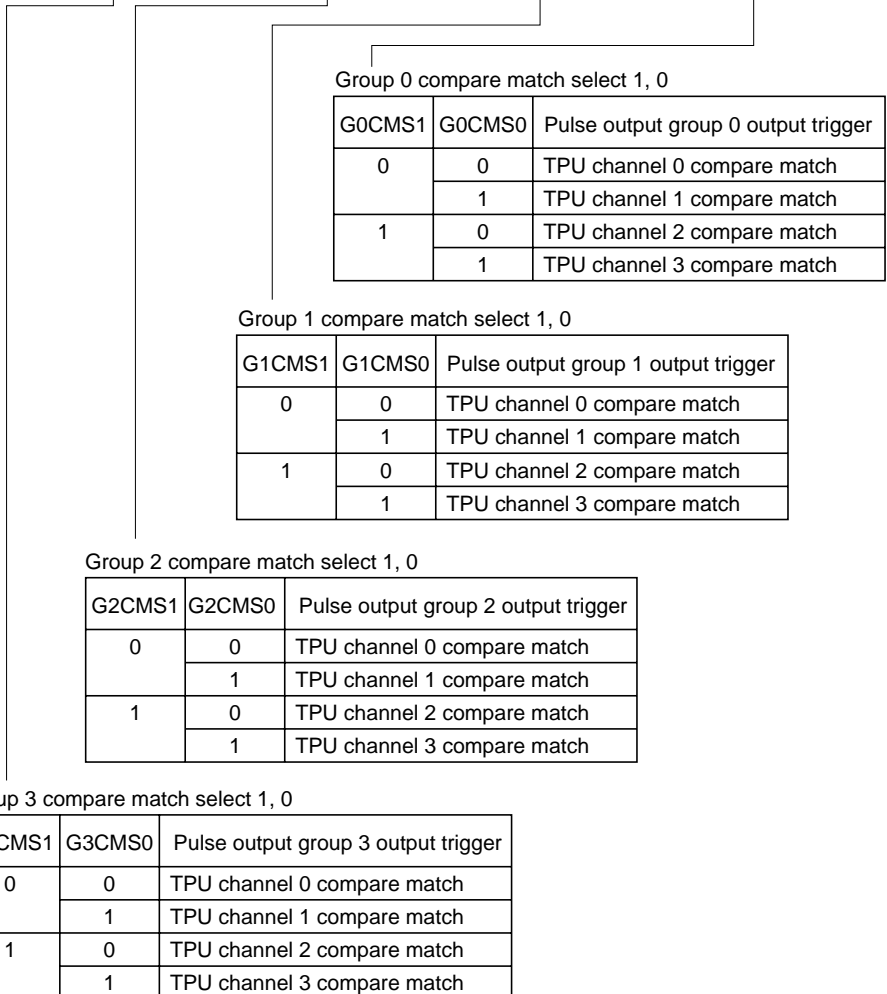 Group 0 compare match select 1, 0
G0CMS1 G0CMS0 Pulse output group 0 output trigger
0 0 TPU channel 0 compare match
1 TPU channel 1 compare match
1 0 TPU channel 2 compare match
1 TPU channel 3 compare match
Group 1 compare match select 1, 0
G1CMS1 G1CMS0 Pulse output group 1 output trigger
0 0 TPU channel 0 compare match
1 TPU channel 1 compare match
1 0 TPU channel 2 compare match
1 TPU channel 3 compare match
Group 2 compare match select 1, 0
G2CMS1 G2CMS0 Pulse output group 2 output trigger
0 0 TPU channel 0 compare match
1 TPU channel 1 compare match
1 0 TPU channel 2 compare match
1 TPU channel 3 compare match
up 3 compare match select 1, 0
CMS1 G3CMS0 Pulse output group 3 output trigger
0 0 TPU channel 0 compare match
1 TPU channel 1 compare match
1 0 TPU channel 2 compare match
1 TPU channel 3 compare match